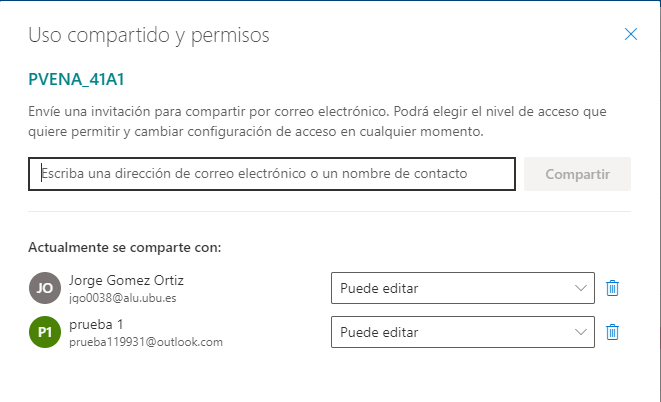 Uso compartido y permisos
PVENA_41A1
Envíe una invitación para compartir por correo electrónico. Podrá elegir el nivel de acceso que
quiere permitir y cambiar configuración de acceso en cualquier momento.
Escriba una dirección de correo electrónico o un nombre de contacto
Compartir
Actualmente se comparte con:
JO
Jorge Gomez Ortiz
jqo0038@alu.ubu.es
Puede editar
P1
prueba 1
prueba119931@outlook.com
Puede editar